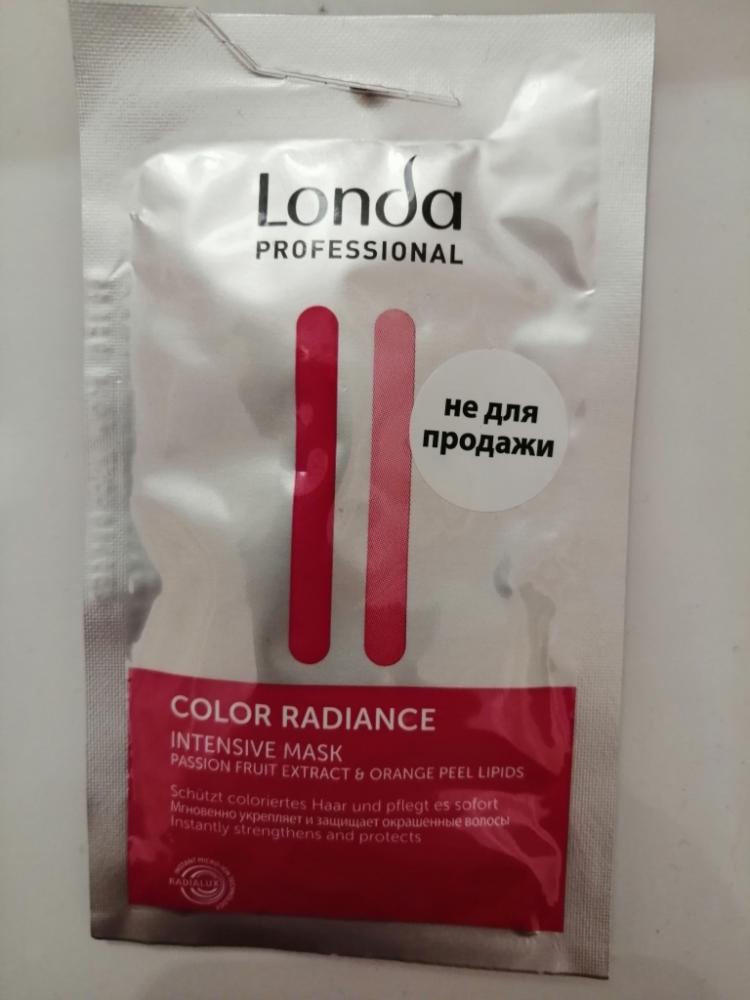 Londa
PROFESSIONAL
не для
продажи
COLOR RADIANCE
INTENSIVE MASK
PASSION FRUIT EXTRACT & ORANGE PEEL LIPIDS
Schützt coloriertes Haar und pflegt es sofort
Мгновенно укрепляет и защищает окрашенные волосы
Instantly strengthens and protects
RADIALUX